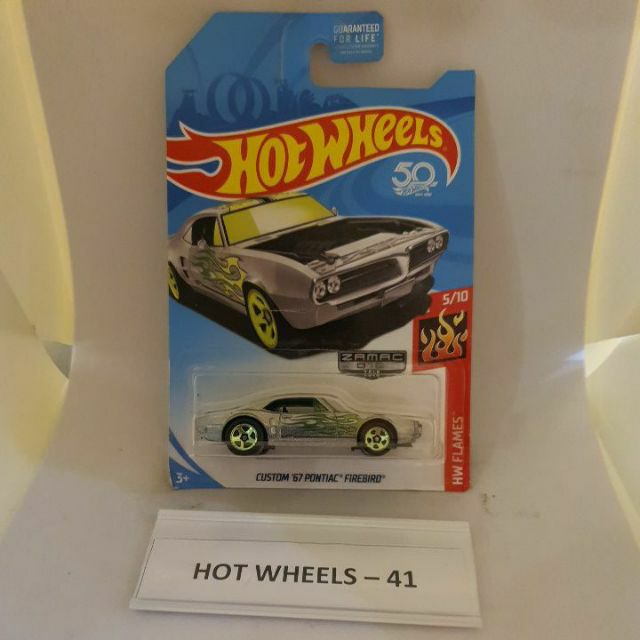 GUARANTEED
FOR LIFE
HOT WHEELS
50
5/10
ZAMAC
HW FLAMES
CUSTOM '67 PONTIAC® FIREBIRD®
3+
HOT WHEELS – 41